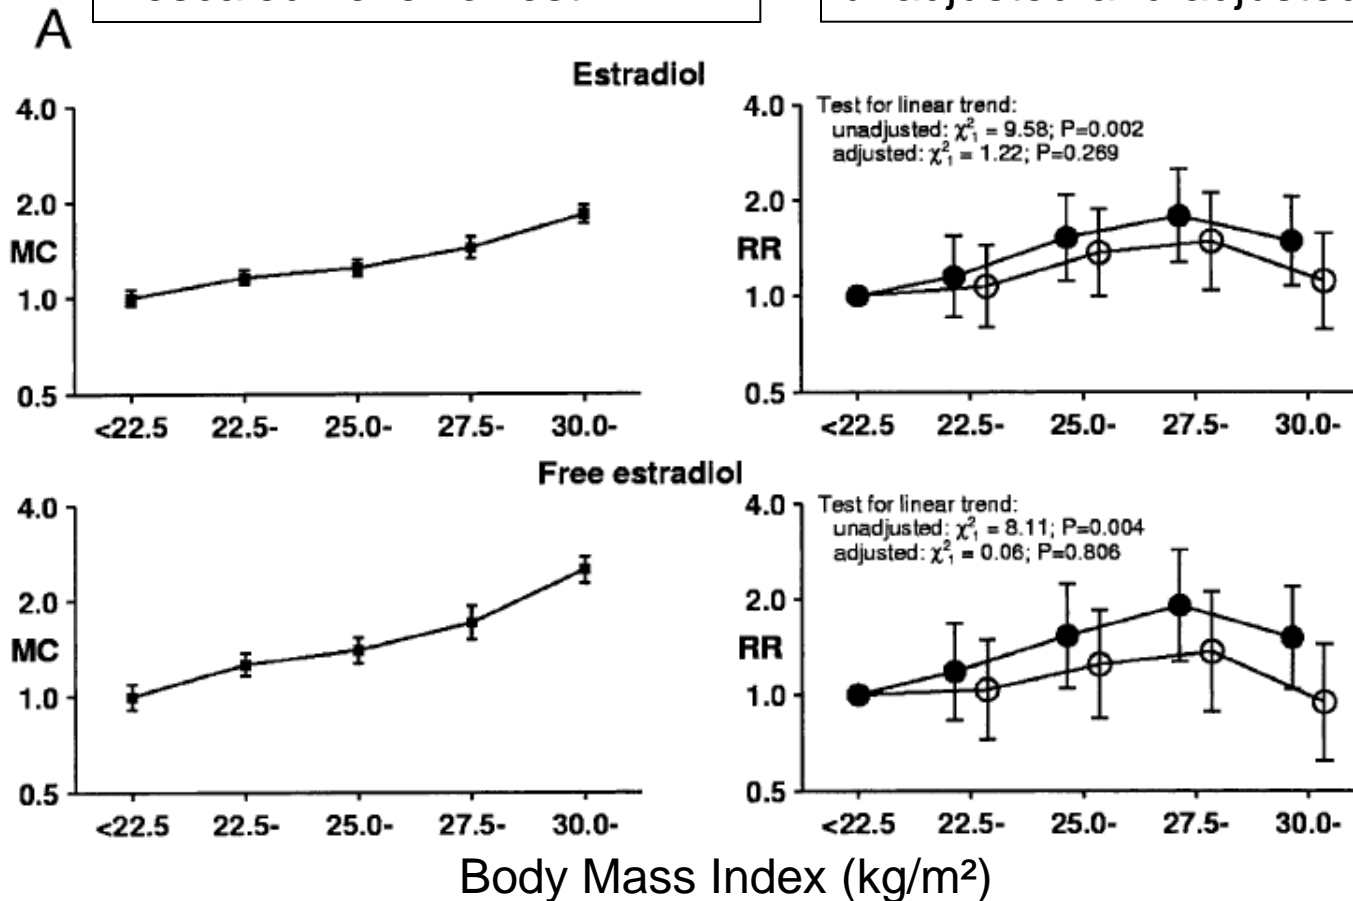 unadjusted and adjusted
A
Estradiol
4.0
2.0
MC
1.0
0.5
<22.5 22.5- 25.0- 27.5- 30.0-
4.0
2.0
RR
1.0
0.5
Test for linear trend:
unadjusted: χ²₁ = 9.58; P=0.002
adjusted: χ²₁ = 1.22; P=0.269
<22.5 22.5- 25.0- 27.5- 30.0-
Free estradiol
4.0
2.0
MC
1.0
0.5
<22.5 22.5- 25.0- 27.5- 30.0-
4.0
2.0
RR
1.0
0.5
Test for linear trend:
unadjusted: χ²₁ = 8.11; P=0.004
adjusted: χ²₁ = 0.06; P=0.806
<22.5 22.5- 25.0- 27.5- 30.0-
Body Mass Index (kg/m²)